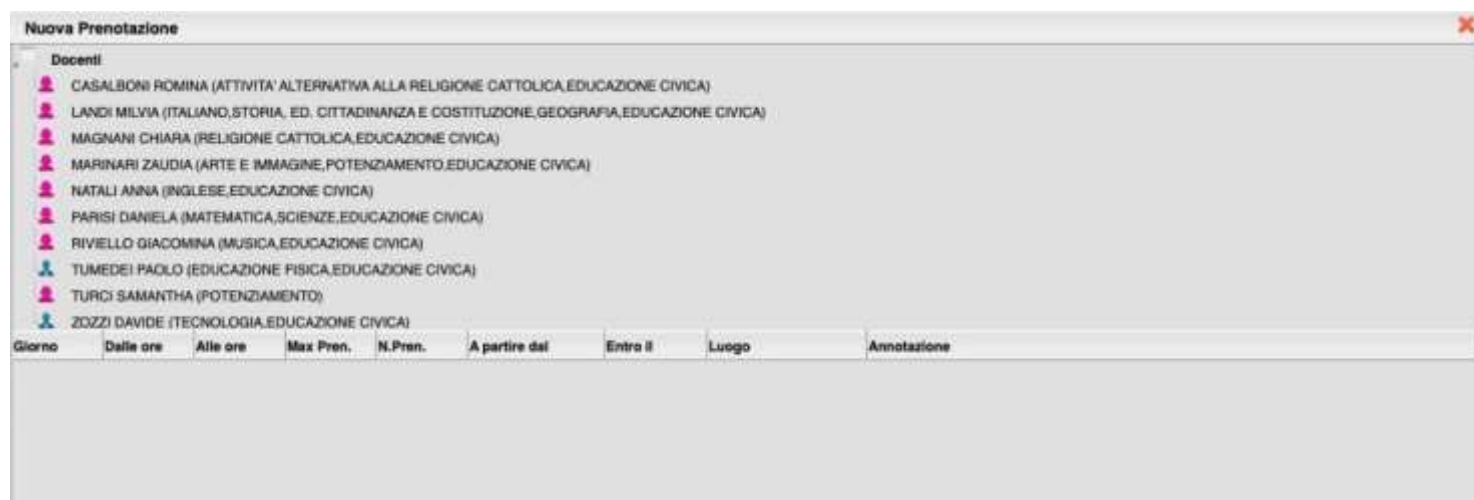 Nuova Prenotazione
Docenti
CASALBONI ROMINA (ATTIVITA' ALTERNATIVA ALLA RELIGIONE CATTOLICA,EDUCAZIONE CIVICA)
LANDI MILVIA (ITALIANO,STORIA, ED. CITTADINANZA E COSTITUZIONE,GEOGRAFIA,EDUCAZIONE CIVICA)
MAGNANI CHIARA (RELIGIONE CATTOLICA,EDUCAZIONE CIVICA)
MARINARI ZAUDIA (ARTE E IMMAGINE,POTENZIAMENTO,EDUCAZIONE CIVICA)
NATALI ANNA (INGLESE,EDUCAZIONE CIVICA)
PARISI DANIELA (MATEMATICA,SCIENZE,EDUCAZIONE CIVICA)
RIVIELLO GIACOMINA (MUSICA,EDUCAZIONE CIVICA)
TUMEDEI PAOLO (EDUCAZIONE FISICA,EDUCAZIONE CIVICA)
TURCI SAMANTHA (POTENZIAMENTO)
ZOZZI DAVIDE (TECNOLOGIA,EDUCAZIONE CIVICA)
Giorno Dalle ore Alle ore Max Pren. N.Pren. A partire dal Entro il Luogo Annotazione